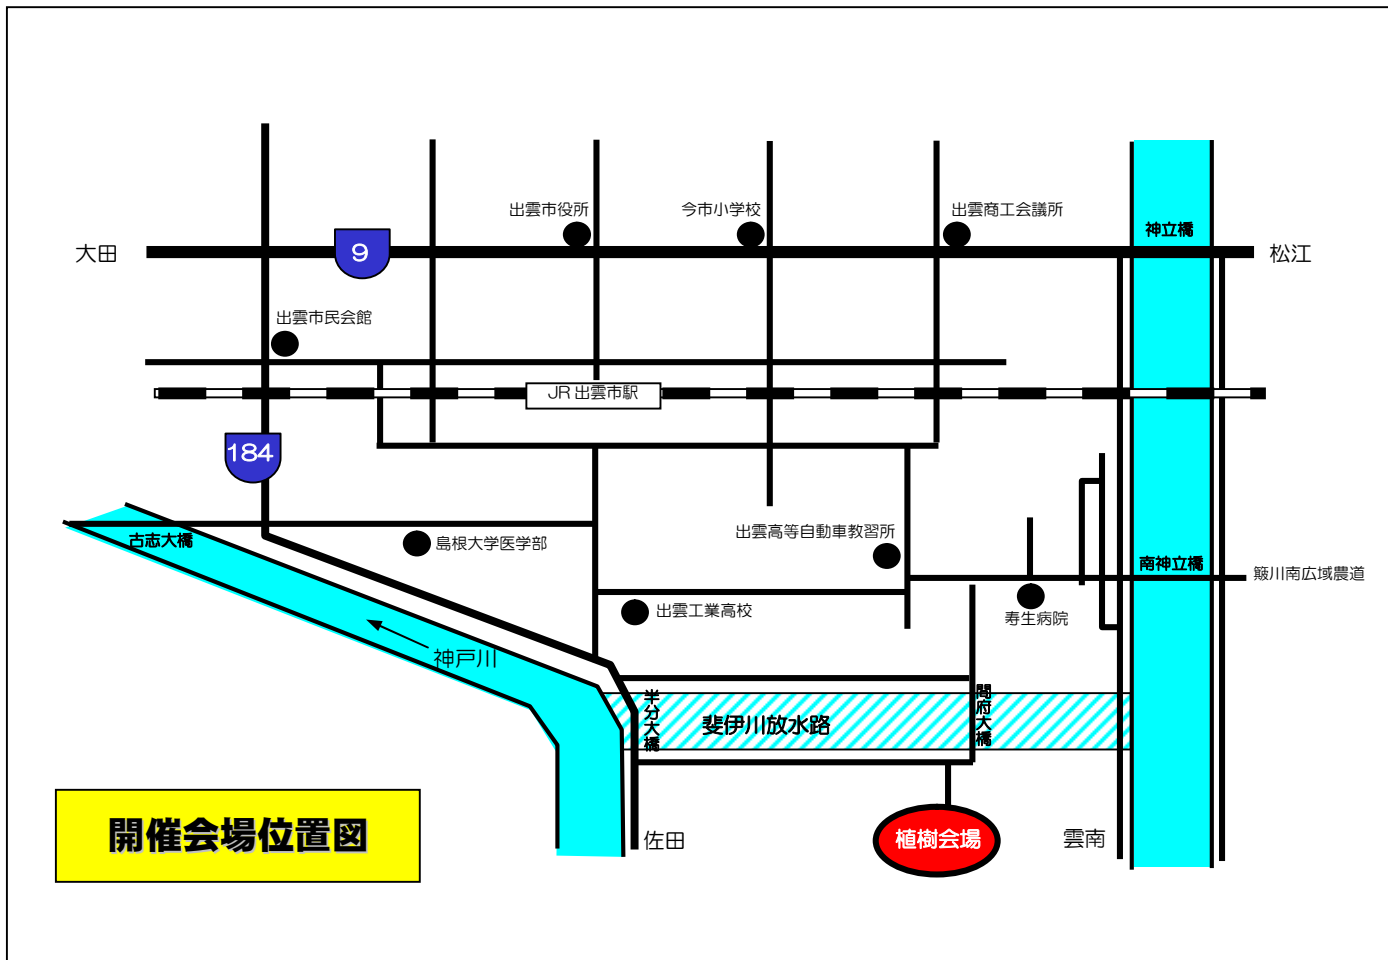 出雲市役所
今市小学校
出雲商工会議所
神立橋
大田
9
松江
出雲市民会館
JR 出雲市駅
184
古志大橋
島根大学医学部
出雲高等自動車教習所
南神立橋
簸川南広域農道
出雲工業高校
寿生病院
神戸川
半分大橋
斐伊川放水路
間府大橋
開催会場位置図
佐田
植樹会場
雲南